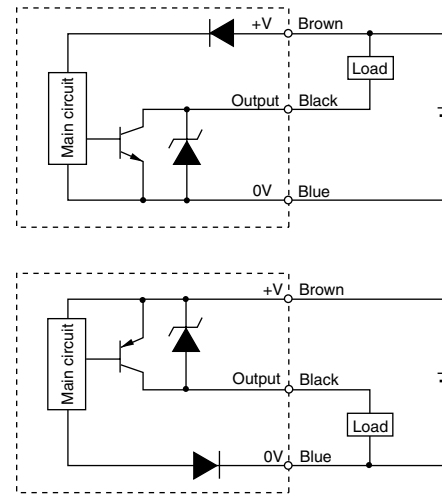 +V Brown
Load
Main circuit
Output Black
0V Blue
+V Brown
Main circuit
Output Black
Load
0V Blue